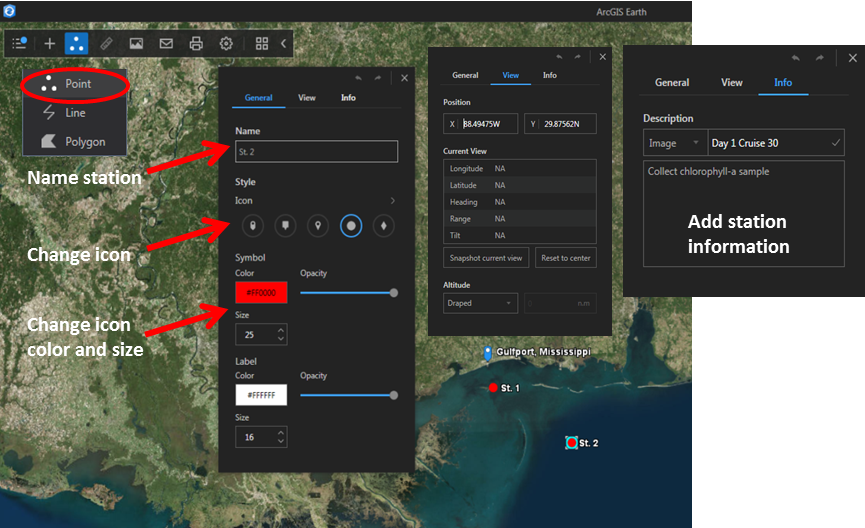 ArcGIS Earth
Point
Line
Polygon
Name station
Change icon
Change icon
color and size
General View Info
Name
St. 2
Style
Icon
Symbol
Color Opacity
#FF0000
Size
25
Label
Color Opacity
#FFFFFF
Size
16
General View Info
Position
X 88.49475W Y 29.87562N
Current View
Longitude NA
Latitude NA
Heading NA
Range NA
Tilt NA
Snapshot current view Reset to center
Altitude
Draped 0 n.m
General View Info
Description
Image Day 1 Cruise 30
Collect chlorophyll-a sample
Add station
information
Gulfport, Mississippi
St. 1
St. 2